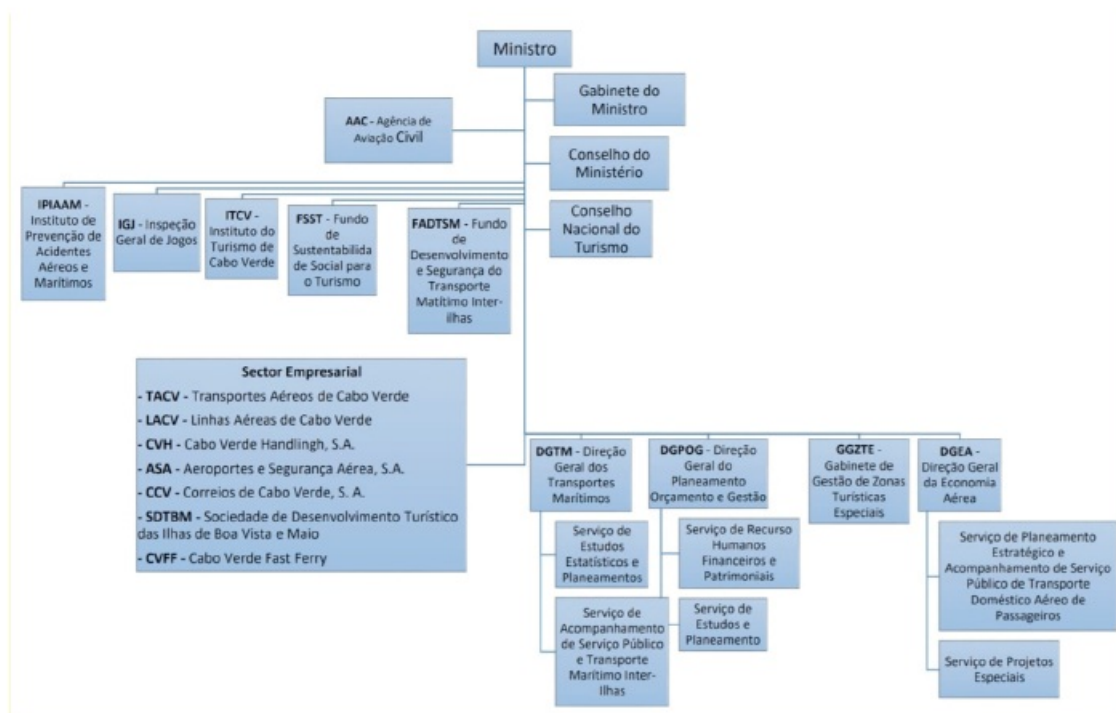 Ministro
Gabinete do
Ministro
AAC - Agência de
Aviação Civil
Conselho do
Ministério
IPIAAM -
Instituto de
Prevenção de
Acidentes
Aéreos e
Marítimos
IGJ - Inspeção
Geral de Jogos
ITCV -
Instituto do
Turismo de
Cabo Verde
FSST - Fundo
de
Sustentabilida
de Social para
o Turismo
FADTSM - Fundo
de
Desenvolvimento
e Segurança do
Transporte
Matítimo Inter-
ilhas
Conselho
Nacional do
Turismo
Sector Empresarial
- TACV - Transportes Aéreos de Cabo Verde
- LACV - Linhas Aéreas de Cabo Verde
- CVH - Cabo Verde Handlingh, S.A.
- ASA - Aeroportes e Segurança Aérea, S.A.
- CCV - Correios de Cabo Verde, S. A.
- SDTBM - Sociedade de Desenvolvimento Turístico
das Ilhas de Boa Vista e Maio
- CVFF - Cabo Verde Fast Ferry
DGTM - Direção
Geral dos
Transportes
Marítimos
DGPOG - Direção
Geral do
Planeamento
Orçamento e Gestão
GGZTE -
Gabinete de
Gestão de Zonas
Turísticas
Especiais
DGEA -
Direção Geral
da Economia
Aérea
Serviço de
Estudos
Estatísticos e
Planeamentos
Serviço de
Acompanhamento
de Serviço Público
e Transporte
Marítimo Inter-
Ilhas
Serviço de Recurso
Humanos
Financeiros e
Patrimoniais
Serviço de
Estudos e
Planeamento
Serviço de Planeamento
Estratégico e
Acompanhamento de Serviço
Público de Transporte
Doméstico Aéreo de
Passageiros
Serviço de Projetos
Especiais